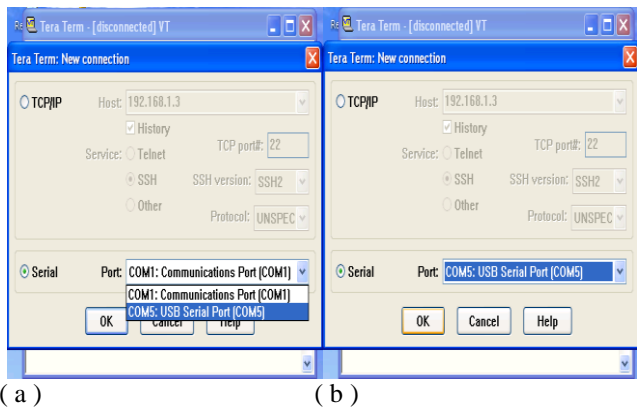 Tera Term - [disconnected] VT
Tera Term: New connection
TCP/IP
Host: 192.168.1.3
History
Service: Telnet
TCP port#: 22
SSH
SSH version: SSH2
Other
Protocol: UNSPEC
Serial
Port: COM1: Communications Port (COM1)
COM1: Communications Port (COM1)
COM5: USB Serial Port (COM5)
OK
Cancel
Help
( a )
Tera Term - [disconnected] VT
Tera Term: New connection
TCP/IP
Host: 192.168.1.3
History
Service: Telnet
TCP port#: 22
SSH
SSH version: SSH2
Other
Protocol: UNSPEC
Serial
Port: COM5: USB Serial Port (COM5)
OK
Cancel
Help
( b )